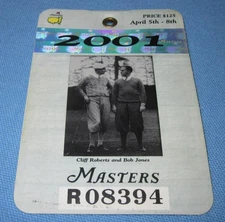 PRICE $125
April 5th - 8th
2001
Cliff Roberts and Bob Jones
MASTERS
R08394